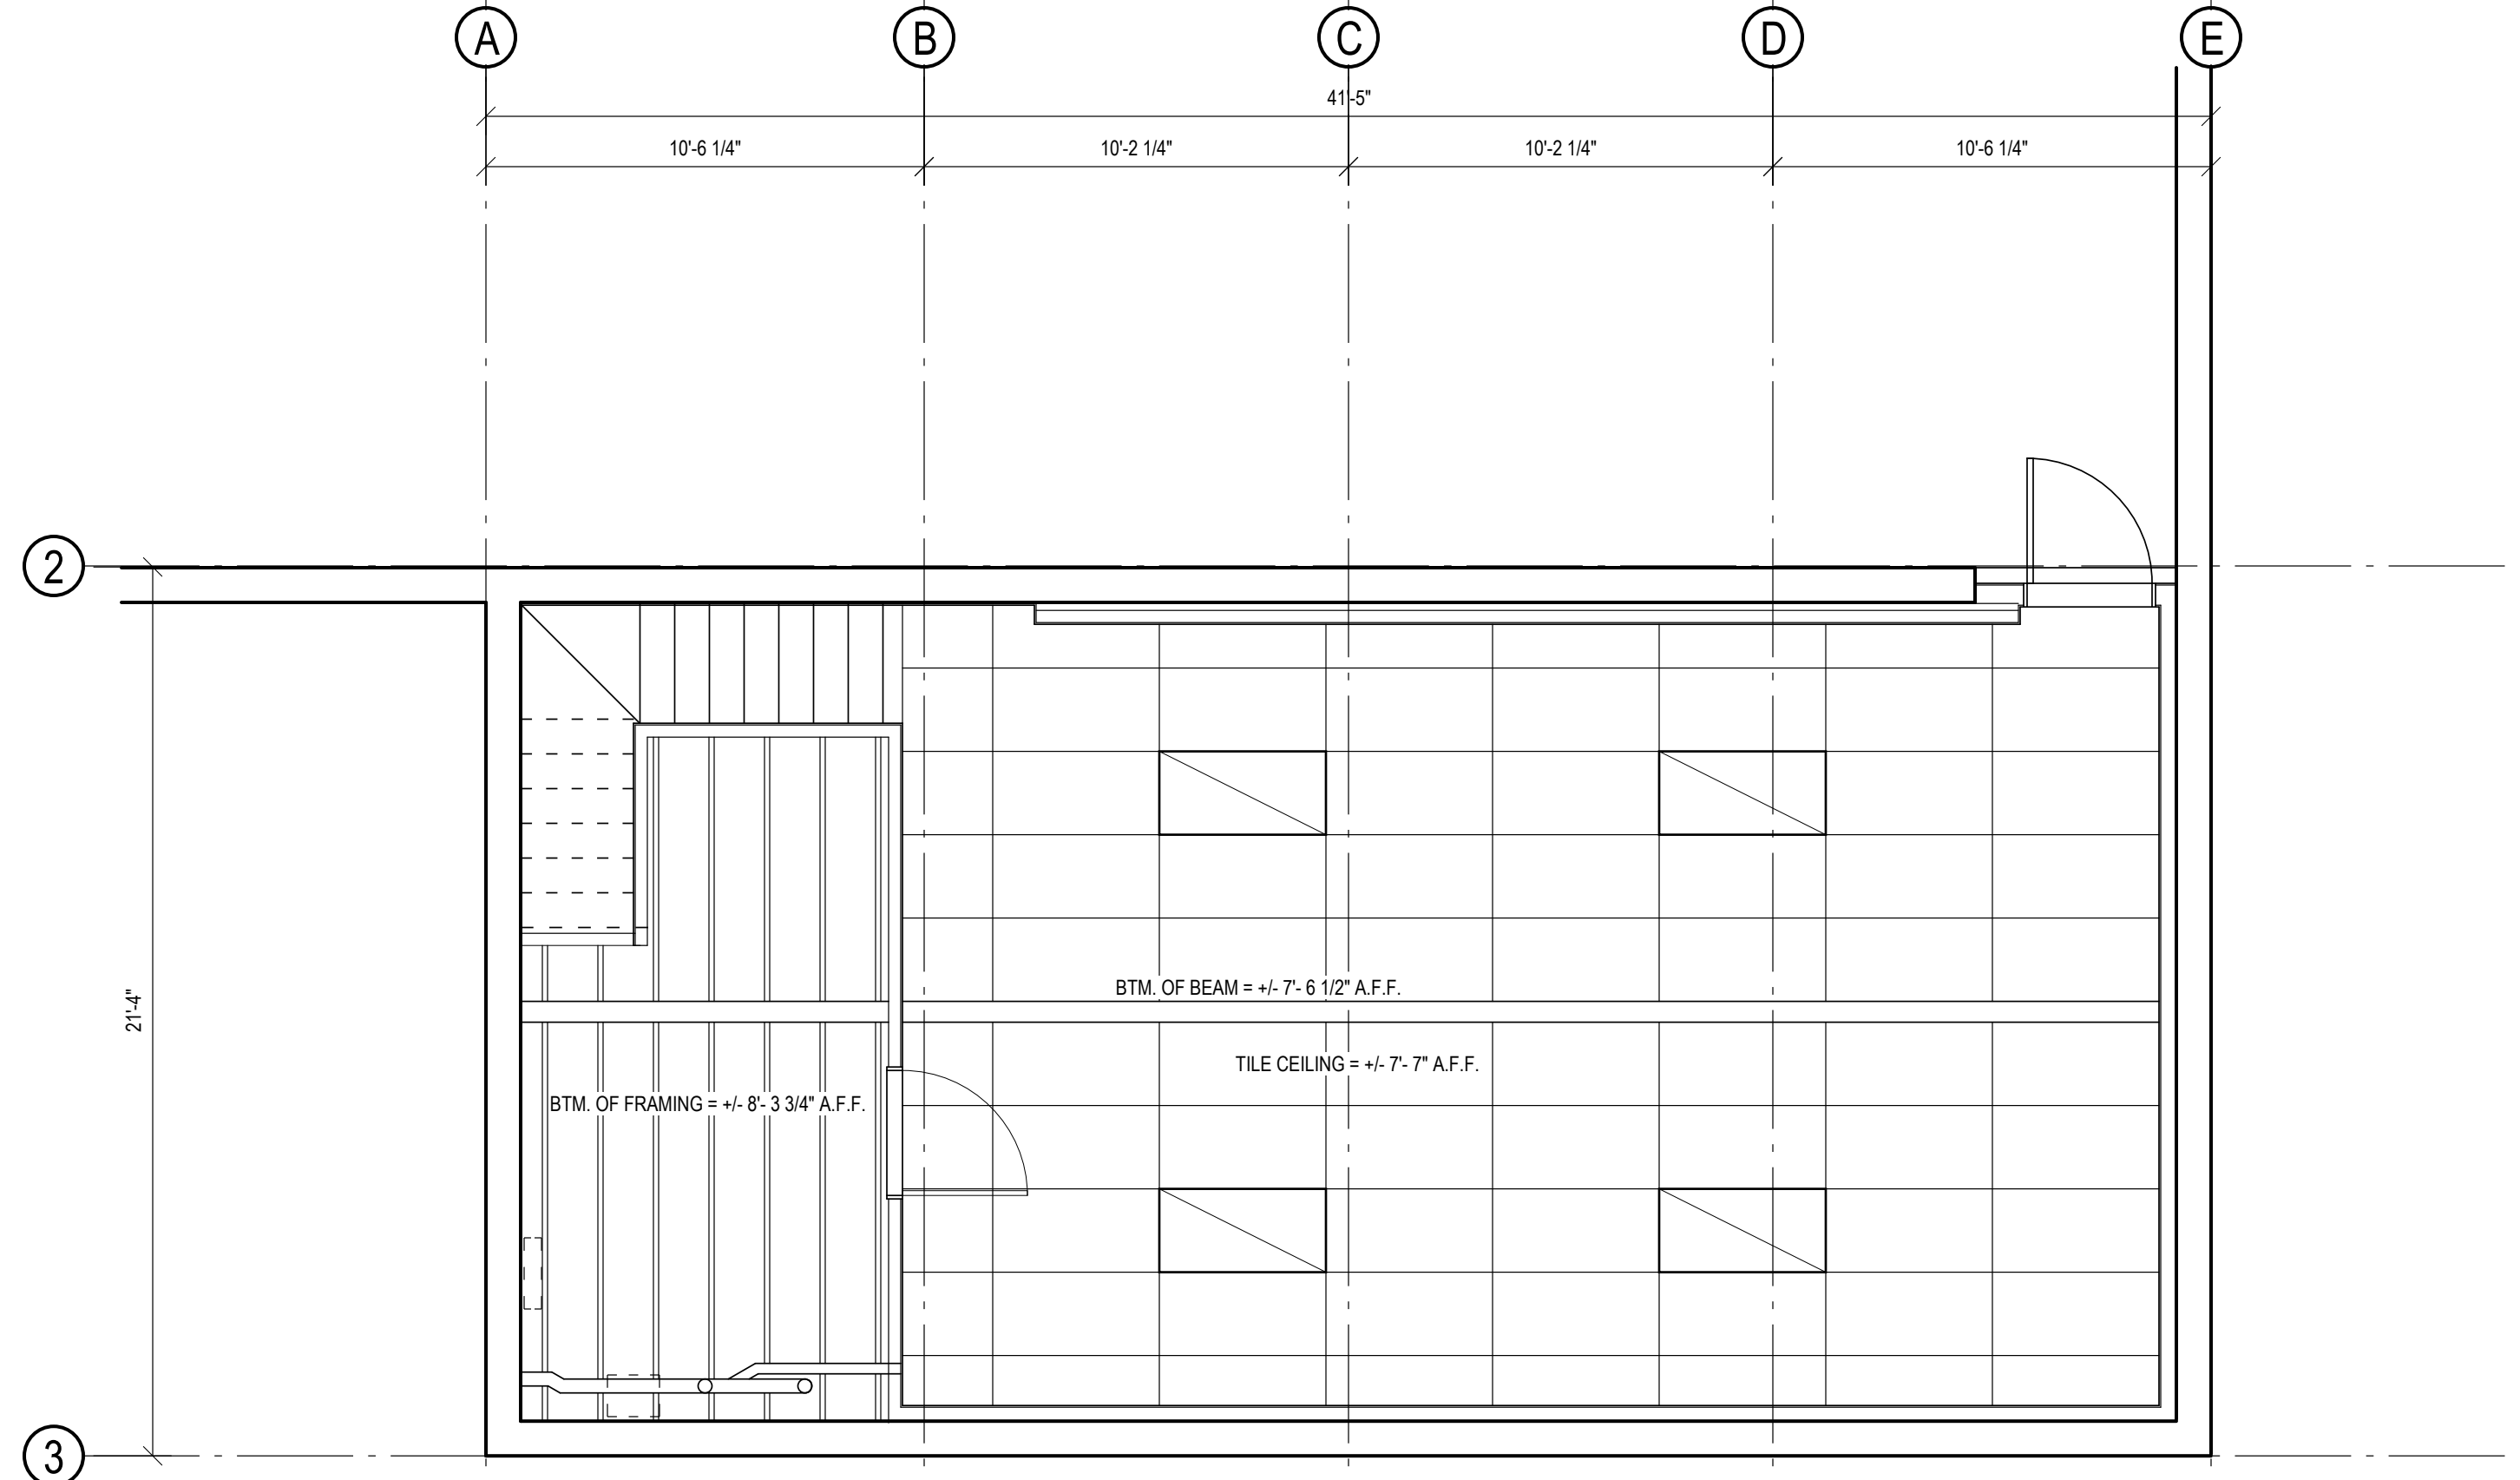 A
B
C
D
E
41'-5"
10'-6 1/4"
10'-2 1/4"
10'-2 1/4"
10'-6 1/4"
2
21'-4"
BTM. OF BEAM = +/- 7'- 6 1/2" A.F.F.
TILE CEILING = +/- 7'- 7" A.F.F.
BTM. OF FRAMING = +/- 8'- 3 3/4" A.F.F.
3